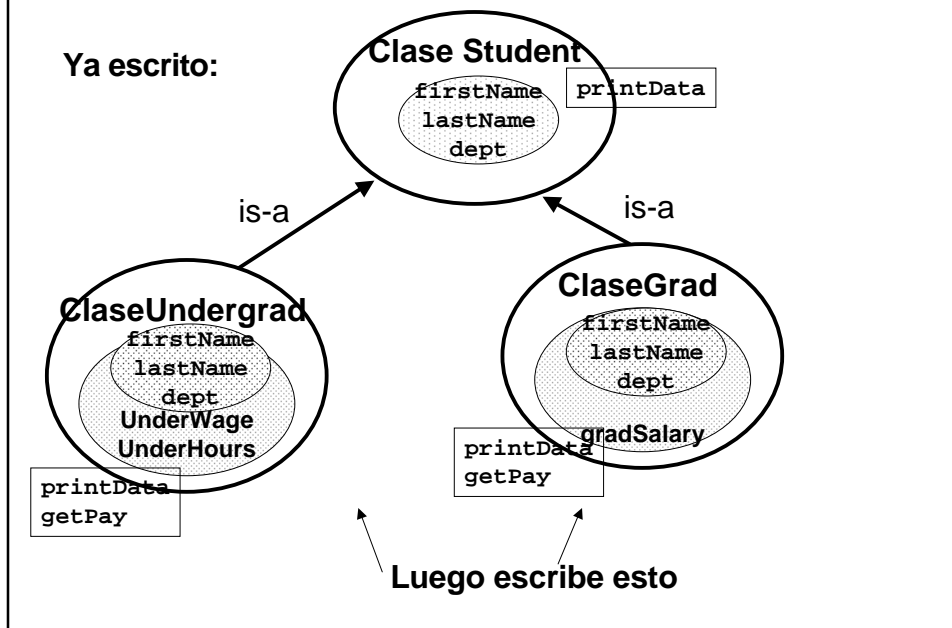 Ya escrito:
Clase Student
firstName
lastName
dept
printData
is-a
is-a
ClaseUndergrad
firstName
lastName
dept
UnderWage
UnderHours
printData
getPay
ClaseGrad
firstName
lastName
dept
gradSalary
printData
getPay
Luego escribe esto